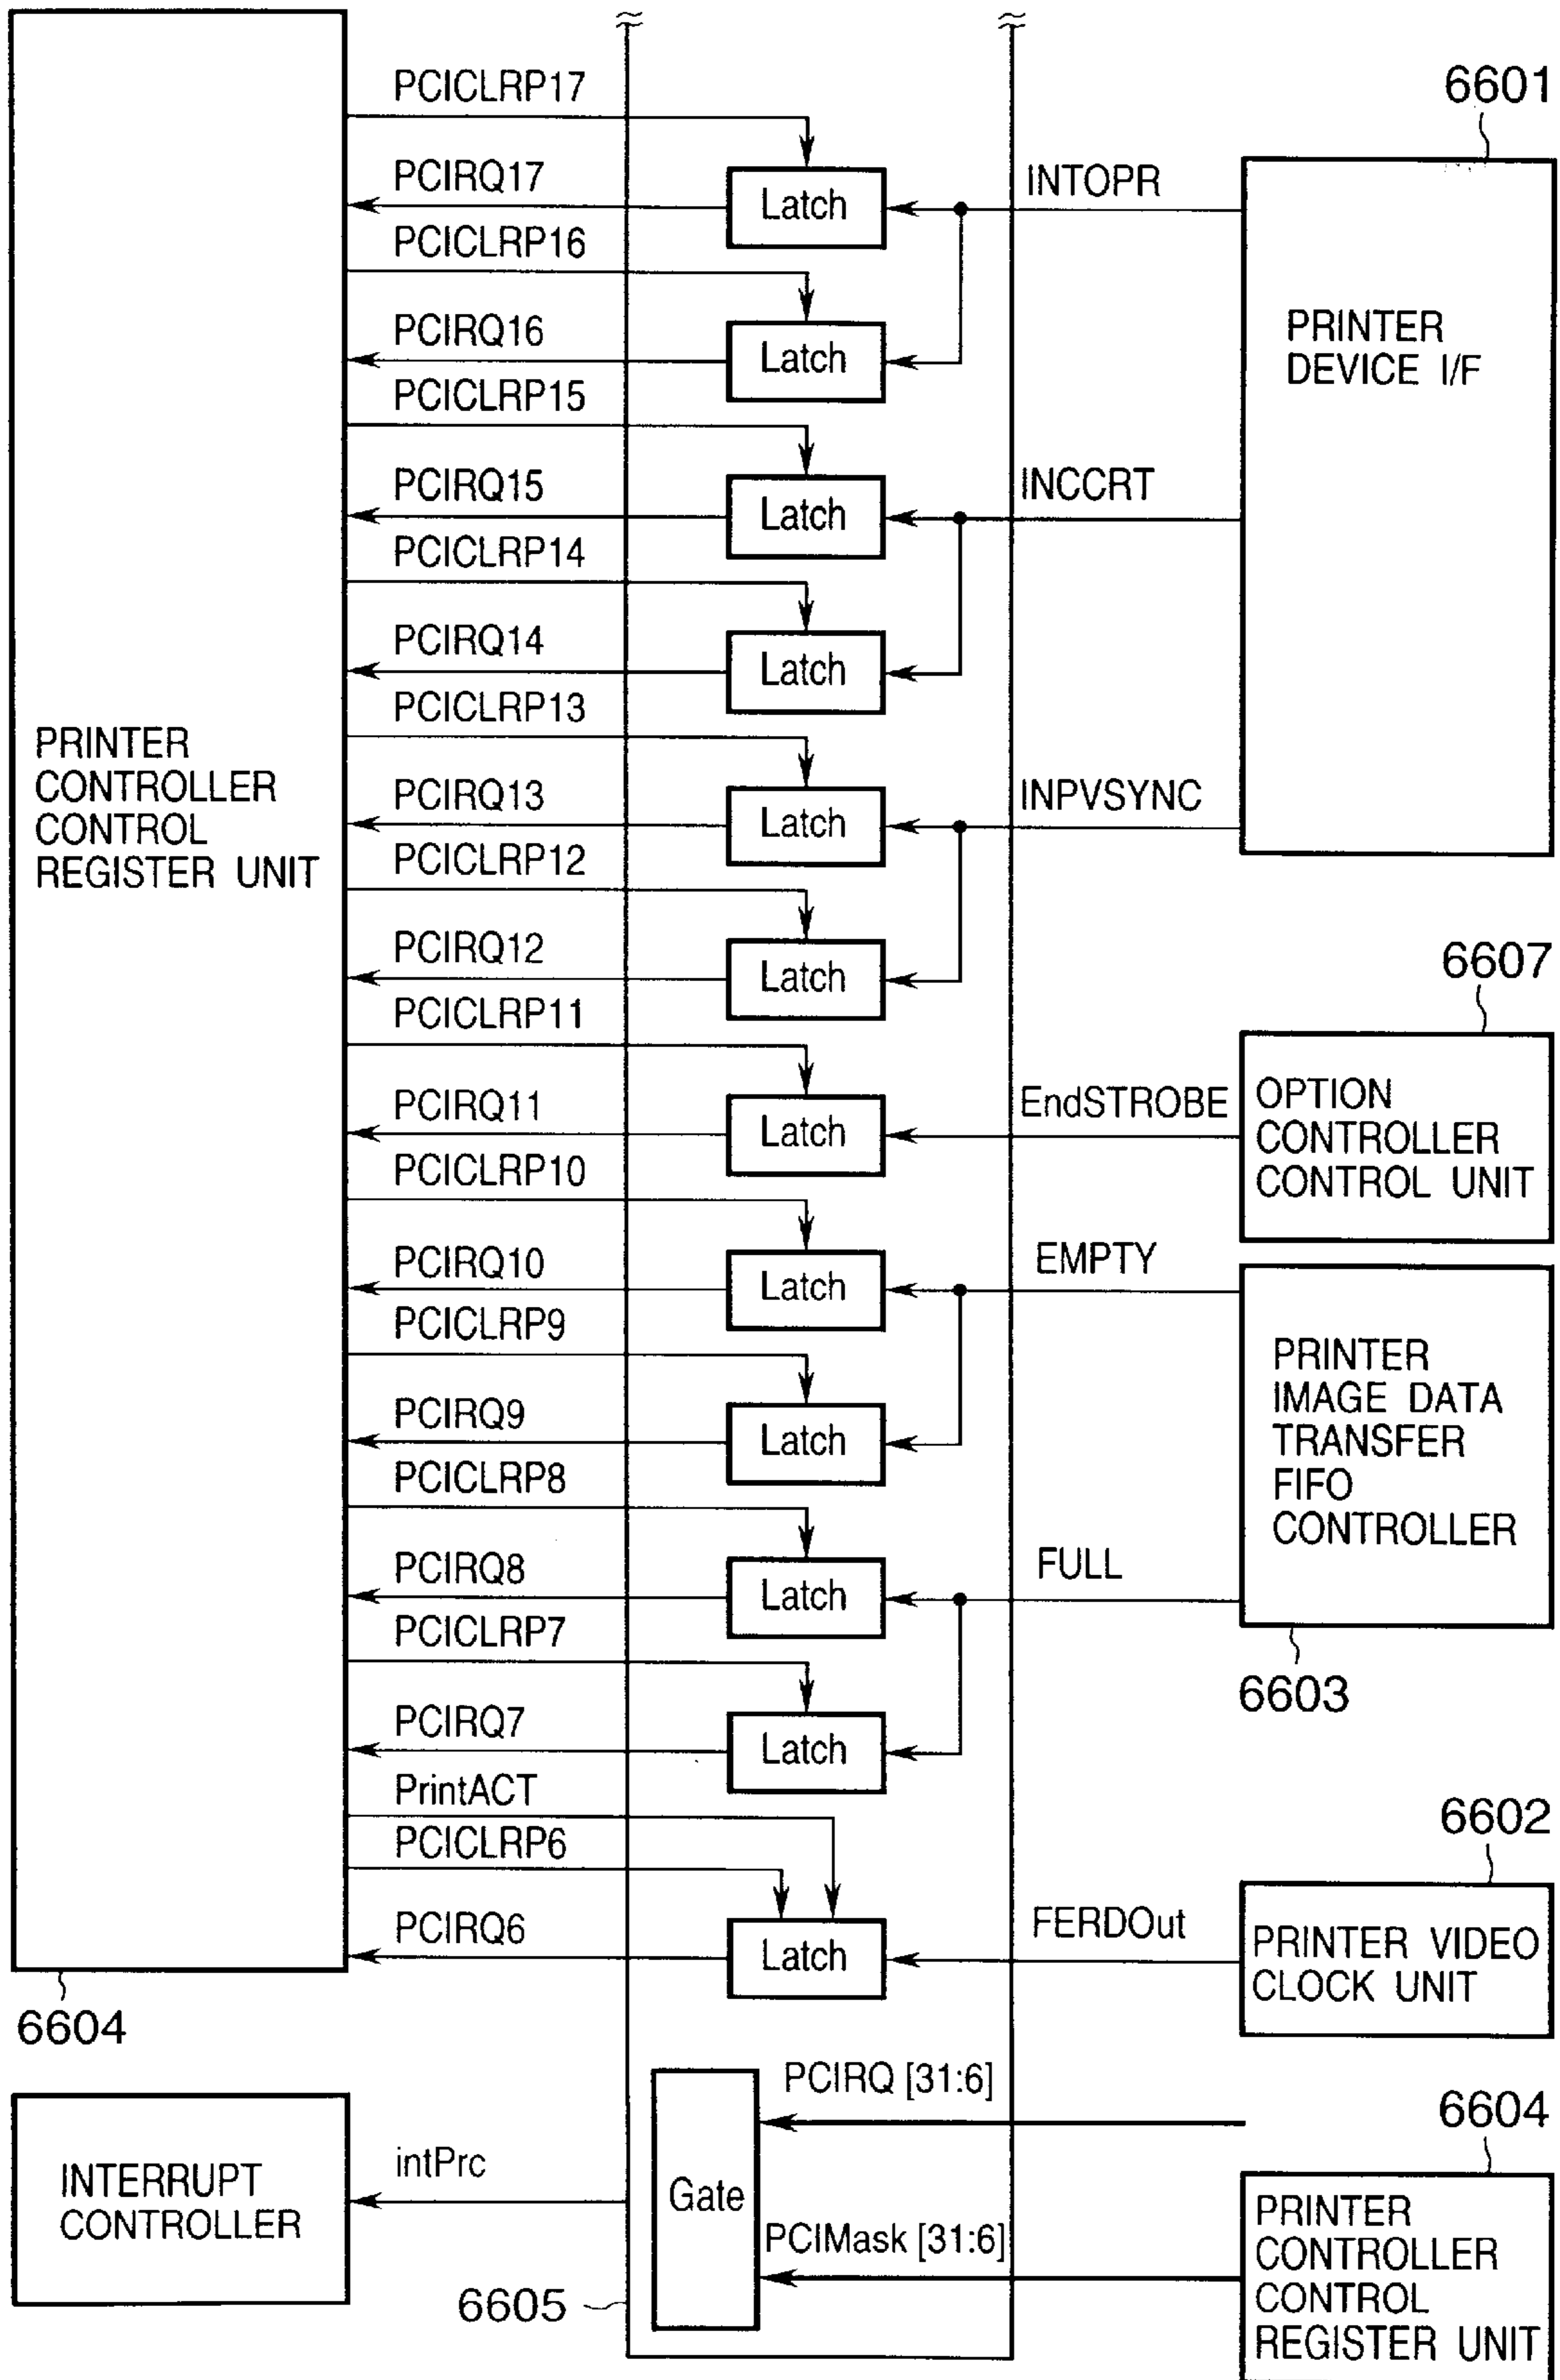 PCICLRP17
6601
PCIRQ17
Latch
INTOPR
PCICLRP16
PCIRQ16
Latch
PRINTER
DEVICE I/F
PCICLRP15
PCIRQ15
Latch
INCCRT
PCICLRP14
PCIRQ14
Latch
PCICLRP13
PRINTER
CONTROLLER
CONTROL
REGISTER UNIT
PCIRQ13
Latch
INPVSYNC
PCICLRP12
PCIRQ12
Latch
6607
PCICLRP11
PCIRQ11
Latch
EndSTROBE
OPTION
CONTROLLER
CONTROL UNIT
PCICLRP10
PCIRQ10
Latch
EMPTY
PCICLRP9
PRINTER
IMAGE DATA
TRANSFER
FIFO
CONTROLLER
PCIRQ9
Latch
PCICLRP8
PCIRQ8
Latch
FULL
PCICLRP7
6603
PCIRQ7
Latch
PrintACT
6602
PCICLRP6
PCIRQ6
Latch
FERDOut
PRINTER VIDEO
CLOCK UNIT
6604
PCIRQ [31:6]
6604
INTERRUPT
CONTROLLER
intPrc
Gate
PCIMask [31:6]
PRINTER
CONTROLLER
CONTROL
REGISTER UNIT
6605